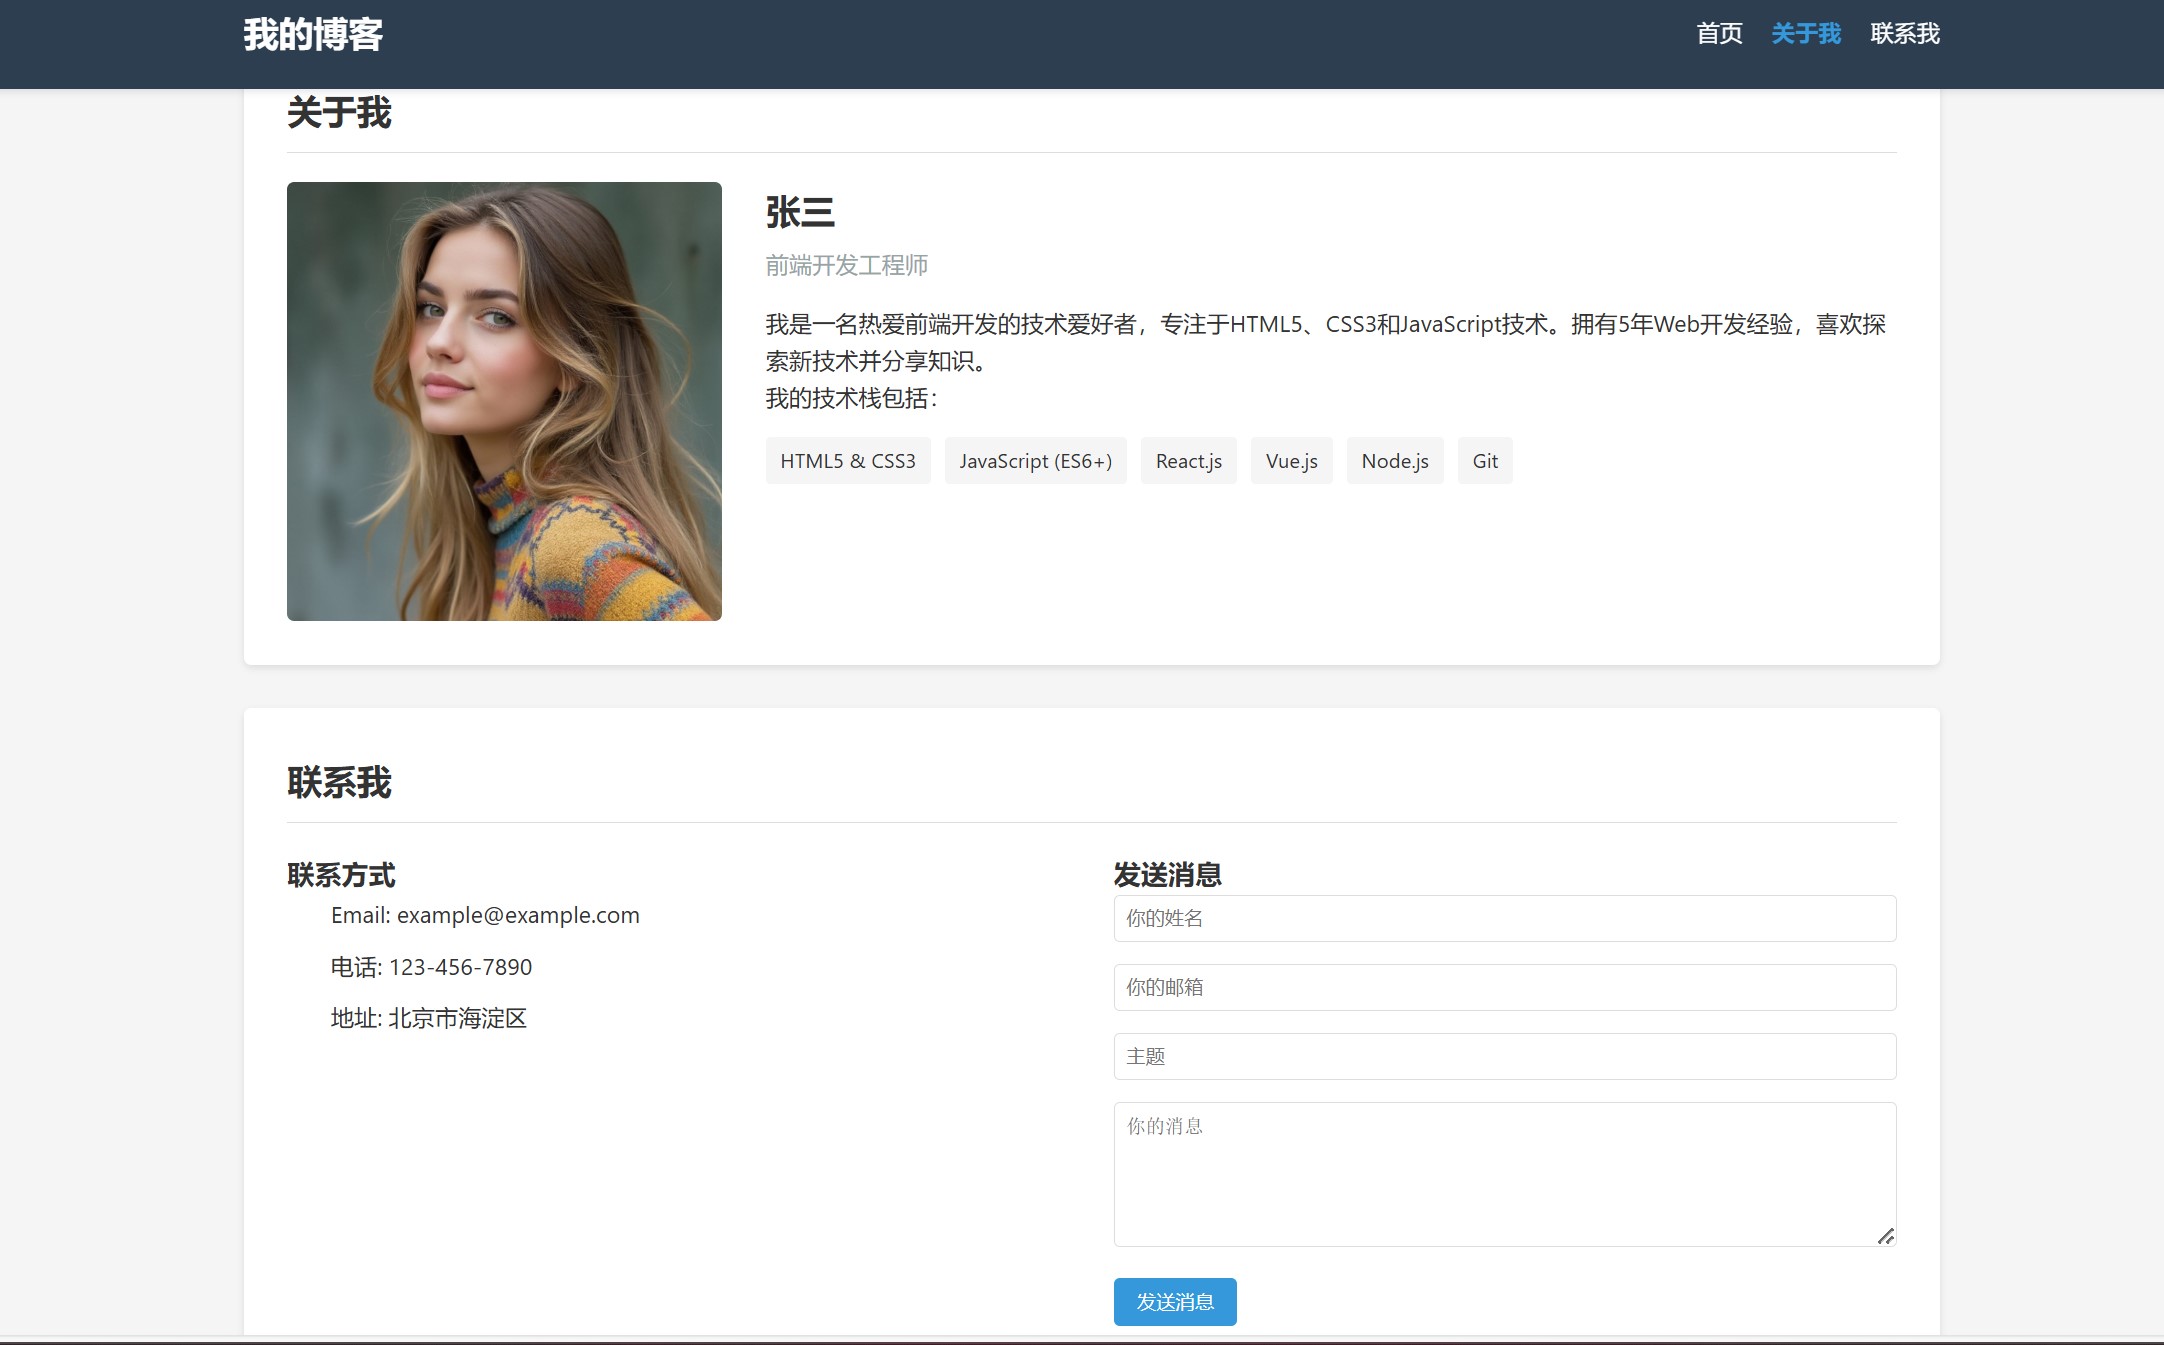 我的博客
首页 关于我 联系我
关于我
张三
前端开发工程师
我是一名热爱前端开发的技术爱好者，专注于HTML5、CSS3和JavaScript技术。拥有5年Web开发经验，喜欢探
索新技术并分享知识。
我的技术栈包括：
HTML5 & CSS3 JavaScript (ES6+) React.js Vue.js Node.js Git
联系我
联系方式
Email: example@example.com
电话: 123-456-7890
地址: 北京市海淀区
发送消息
你的姓名
你的邮箱
主题
你的消息
发送消息